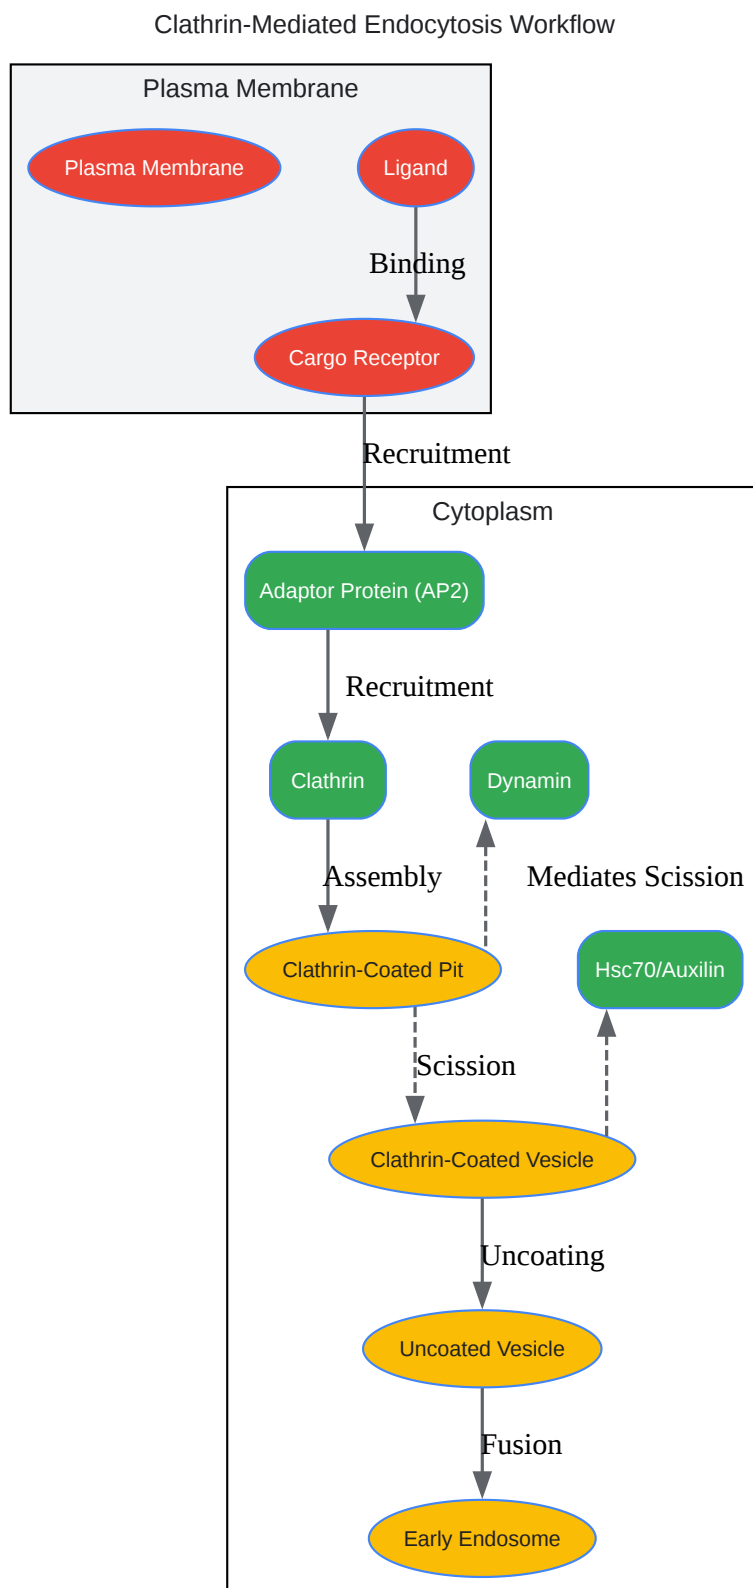 Clathrin-Mediated Endocytosis Workflow
Plasma Membrane
Plasma Membrane
Ligand
Binding
Cargo Receptor
Recruitment
Cytoplasm
Adaptor Protein (AP2)
Recruitment
Clathrin
Dynamin
Assembly
Mediates Scission
Clathrin-Coated Pit
Hsc70/Auxilin
Scission
Clathrin-Coated Vesicle
Uncoating
Uncoated Vesicle
Fusion
Early Endosome